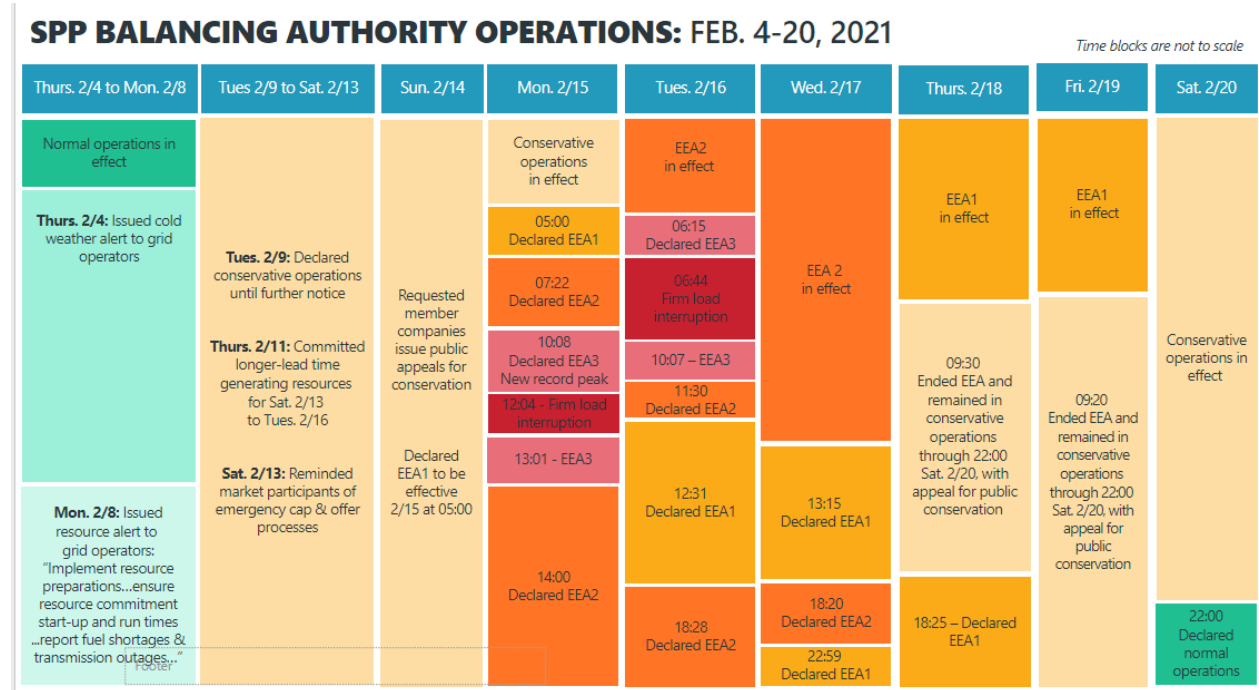 SPP BALANCING AUTHORITY OPERATIONS: FEB. 4-20, 2021
Time blocks are not to scale
Thurs. 2/4 to Mon. 2/8
Tues 2/9 to Sat. 2/13
Sun. 2/14
Mon. 2/15
Tues. 2/16
Wed. 2/17
Thurs. 2/18
Fri. 2/19
Sat. 2/20
Normal operations in
effect
Thurs. 2/4: Issued cold
weather alert to grid
operators
Mon. 2/8: Issued
resource alert to
grid operators:
“Implement resource
preparations...ensure
resource commitment
start-up and run times
...report fuel shortages &
transmission outages...”
Footer
Tues. 2/9: Declared
conservative operations
until further notice
Thurs. 2/11: Committed
longer-lead time
generating resources
for Sat. 2/13
to Tues. 2/16
Sat. 2/13: Reminded
market participants of
emergency cap & offer
processes
Requested
member
companies
issue public
appeals for
conservation
Declared
EEA1 to be
effective
2/15 at 05:00
Conservative
operations
in effect
05:00
Declared EEA1
07:22
Declared EEA2
10:08
Declared EEA3
New record peak
12:04 - Firm load
interruption
13:01 - EEA3
14:00
Declared EEA2
EEA2
in effect
06:15
Declared EEA3
06:44
Firm load
interruption
10:07 – EEA3
11:30
Declared EEA2
12:31
Declared EEA1
18:28
Declared EEA2
EEA 2
in effect
13:15
Declared EEA1
18:20
Declared EEA2
22:59
Declared EEA1
EEA1
in effect
09:30
Ended EEA and
remained in
conservative
operations
through 22:00
Sat. 2/20, with
appeal for public
conservation
18:25 – Declared
EEA1
EEA1
in effect
09:20
Ended EEA and
remained in
conservative
operations
through 22:00
Sat. 2/20, with
appeal for
public
conservation
Conservative
operations in
effect
22:00
Declared
normal
operations